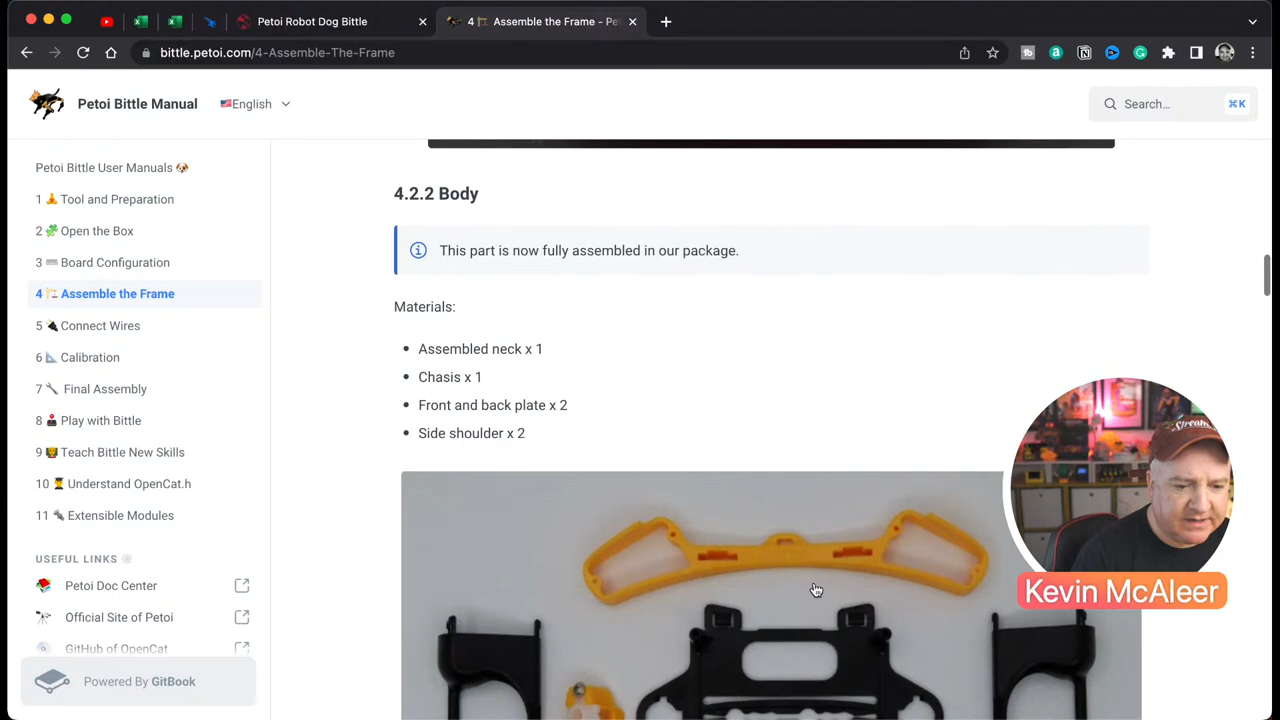 Petoi Robot Dog Bittle
4 Assemble the Frame - Pet
bittle.petoi.com/4-Assemble-The-Frame
Petoi Bittle Manual
English
Search...
⌘K
Petoi Bittle User Manuals
1 Tool and Preparation
2 Open the Box
3 Board Configuration
4 Assemble the Frame
5 Connect Wires
6 Calibration
7 Final Assembly
8 Play with Bittle
9 Teach Bittle New Skills
10 Understand OpenCat.h
11 Extensible Modules
USEFUL LINKS
Petoi Doc Center
Official Site of Petoi
GitHub of OpenCat
Powered By GitBook
4.2.2 Body
This part is now fully assembled in our package.
Materials:
Assembled neck x 1
Chasis x 1
Front and back plate x 2
Side shoulder x 2
Kevin McAleer